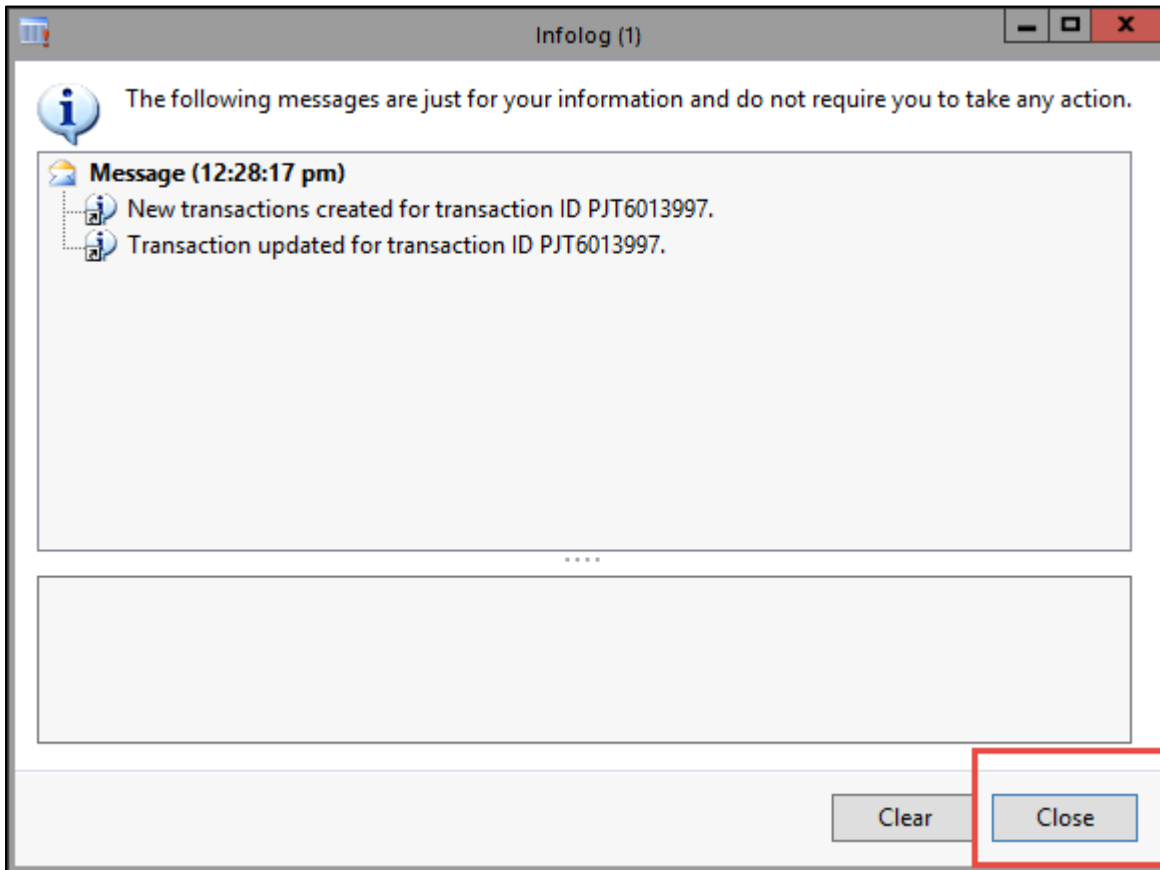 Infolog (1)
The following messages are just for your information and do not require you to take any action.
Message (12:28:17 pm)
New transactions created for transaction ID PJT6013997.
Transaction updated for transaction ID PJT6013997.
Clear
Close